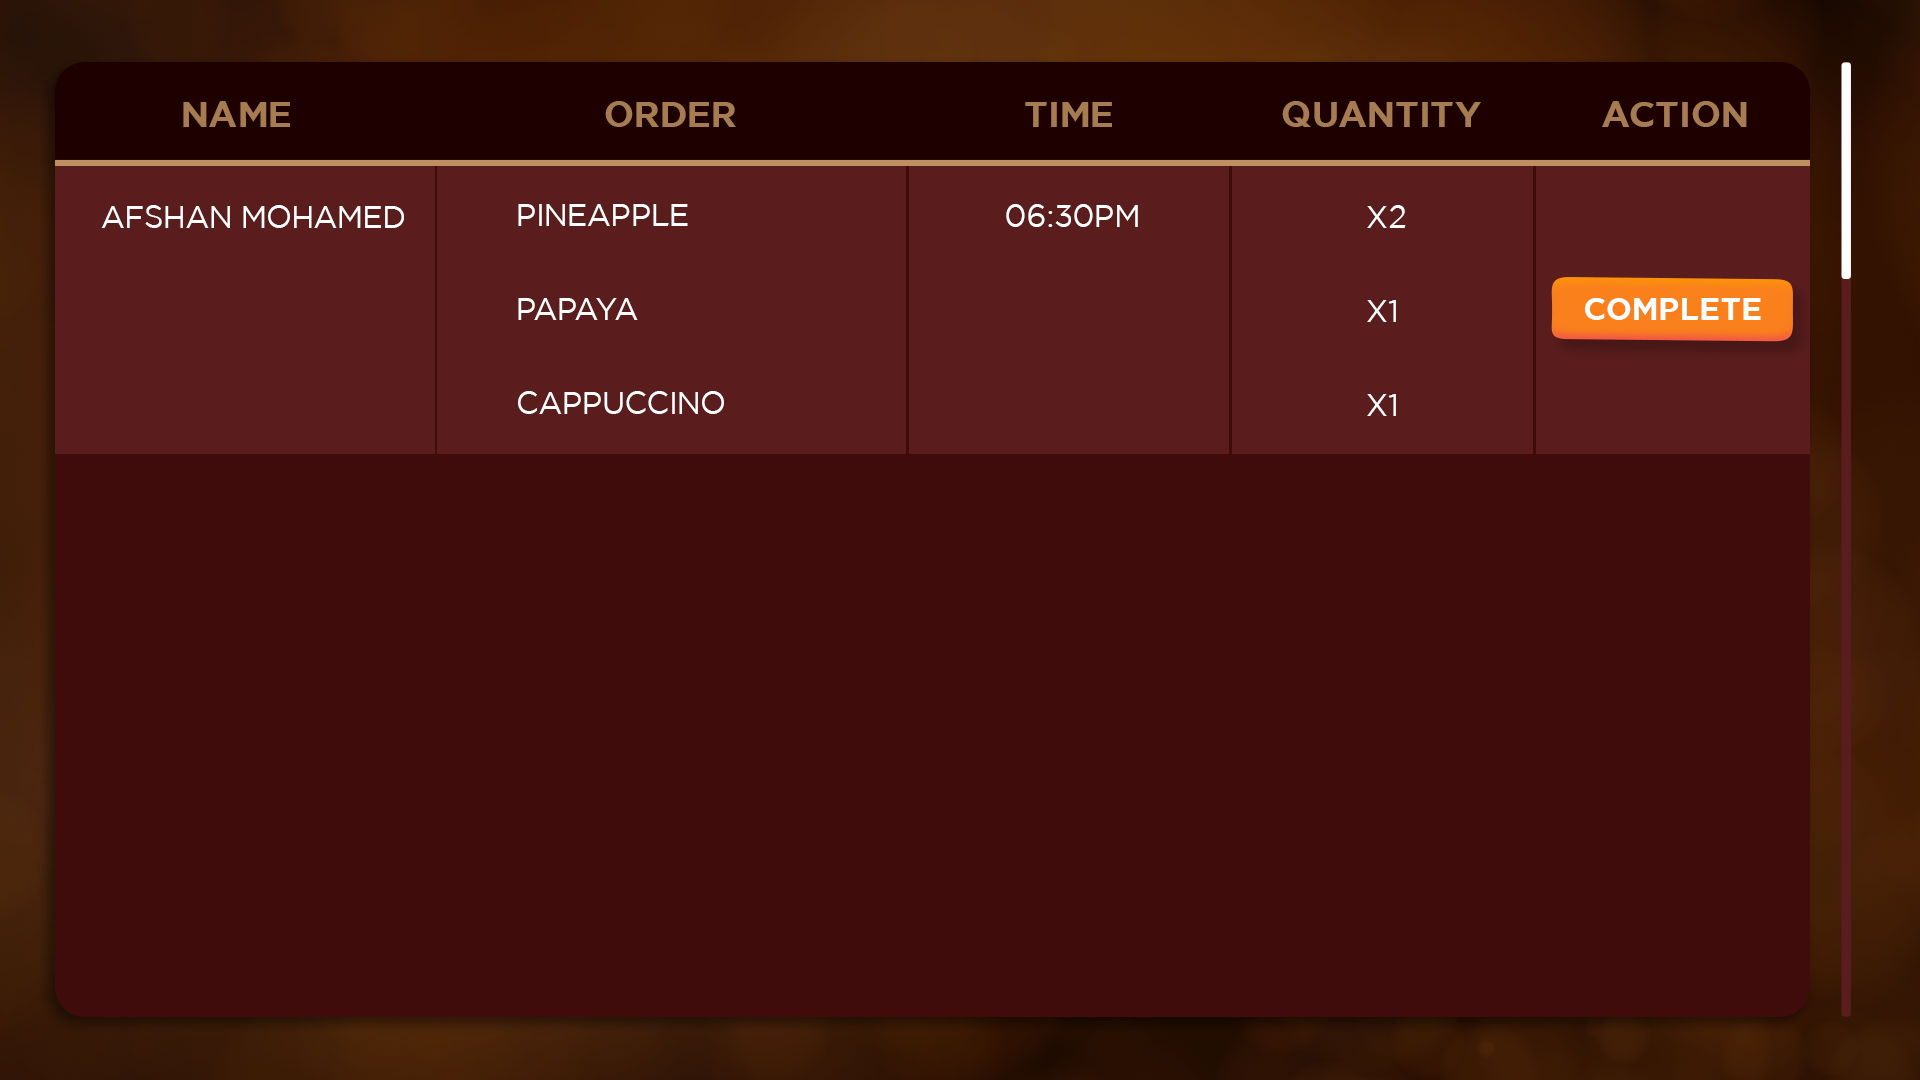 NAME ORDER TIME QUANTITY ACTION
AFSHAN MOHAMED PINEAPPLE 06:30PM X2
PAPAYA X1 COMPLETE
CAPPUCCINO X1